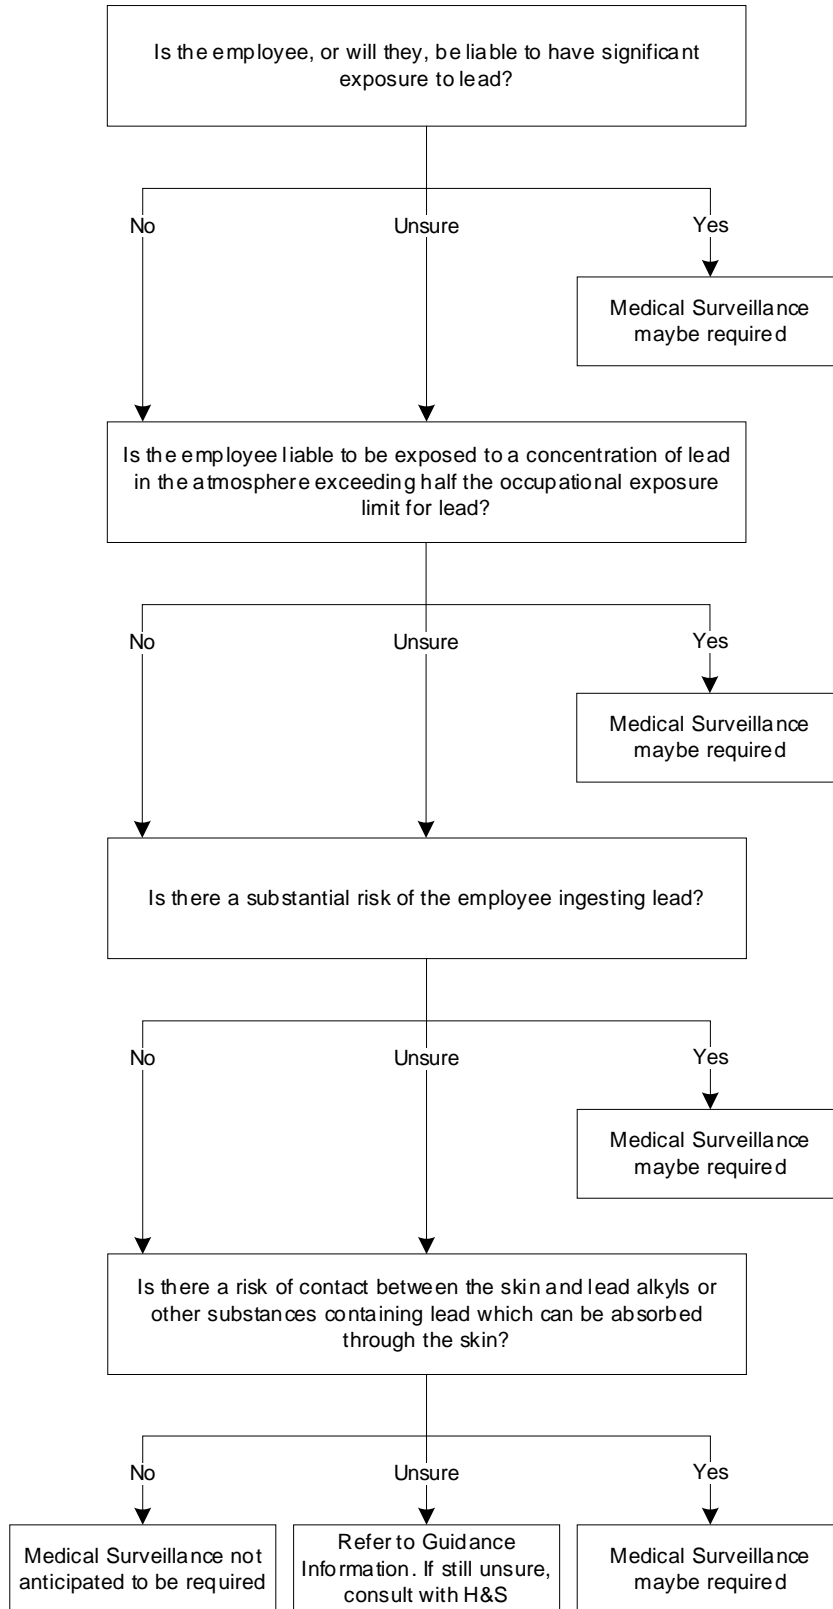 Is the employee, or will they, be liable to have significant
exposure to lead?
No
Unsure
Yes
Medical Surveillance
maybe required
Is the employee liable to be exposed to a concentration of lead
in the atmosphere exceeding half the occupational exposure
limit for lead?
No
Unsure
Yes
Medical Surveillance
maybe required
Is there a substantial risk of the employee ingesting lead?
No
Unsure
Yes
Medical Surveillance
maybe required
Is there a risk of contact between the skin and lead alkyls or
other substances containing lead which can be absorbed
through the skin?
No
Unsure
Yes
Medical Surveillance not
anticipated to be required
Refer to Guidance
Information. If still unsure,
consult with H&S
Medical Surveillance
maybe required